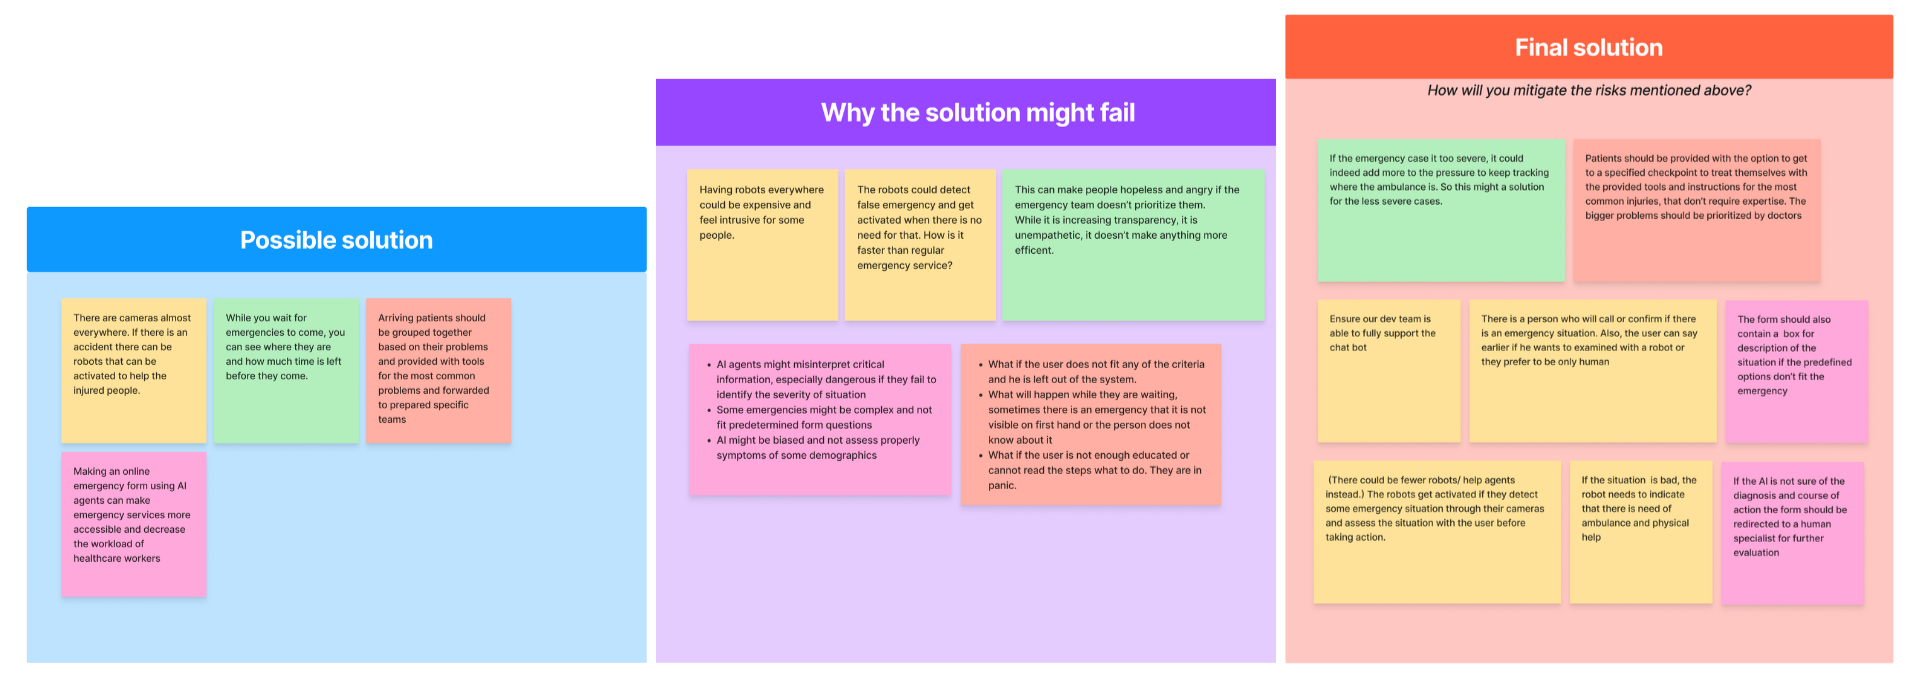 Possible solution
There are cameras almost
everywhere. If there is an
accident there can be
robots that can be
activated to help the
injured people.
While you wait for
emergencies to come, you
can see where they are
and how much time is left
before they come.
Arriving patients should
be grouped together
based on their problems
and provided with tools
for the most common
problems and forwarded
to prepared specific
teams
Making an online
emergency form using AI
agents can make
emergency services more
accessible and decrease
the workload of
healthcare workers
Why the solution might fail
Having robots everywhere
could be expensive and
feel intrusive for some
people.
The robots could detect
false emergency and get
activated when there is no
need for that. How is it
faster than regular
emergency service?
This can make people hopeless and angry if the
emergency team doesn't prioritize them.
While it is increasing transparency, it is
unempathetic, it doesn't make anything more
efficent.
• AI agents might misinterpret critical
information, especially dangerous if they fail to
identify the severity of situation
• Some emergencies might be complex and not
fit predetermined form questions
• AI might be biased and not assess properly
symptoms of some demographics
• What if the user does not fit any of the criteria
and he is left out of the system.
• What will happen while they are waiting,
sometimes there is an emergency that it is not
visible on first hand or the person does not
know about it
• What if the user is not enough educated or
cannot read the steps what to do. They are in
panic.
Final solution
How will you mitigate the risks mentioned above?
If the emergency case it too severe, it could
indeed add more to the pressure to keep tracking
where the ambulance is. So this might a solution
for the less severe cases.
Patients should be provided with the option to get
to a specified checkpoint to treat themselves with
the provided tools and instructions for the most
common injuries, that don't require expertise. The
bigger problems should be prioritized by doctors
Ensure our dev team is
able to fully support the
chat bot
There is a person who will call or confirm if there
is an emergency situation. Also, the user can say
earlier if he wants to examined with a robot or
they prefer to be only human
The form should also
contain a box for
description of the
situation if the predefined
options don't fit the
emergency
(There could be fewer robots/ help agents
instead.) The robots get activated if they detect
some emergency situation through their cameras
and assess the situation with the user before
taking action.
If the situation is bad, the
robot needs to indicate
that there is need of
ambulance and physical
help
If the AI is not sure of the
diagnosis and course of
action the form should be
redirected to a human
specialist for further
evaluation